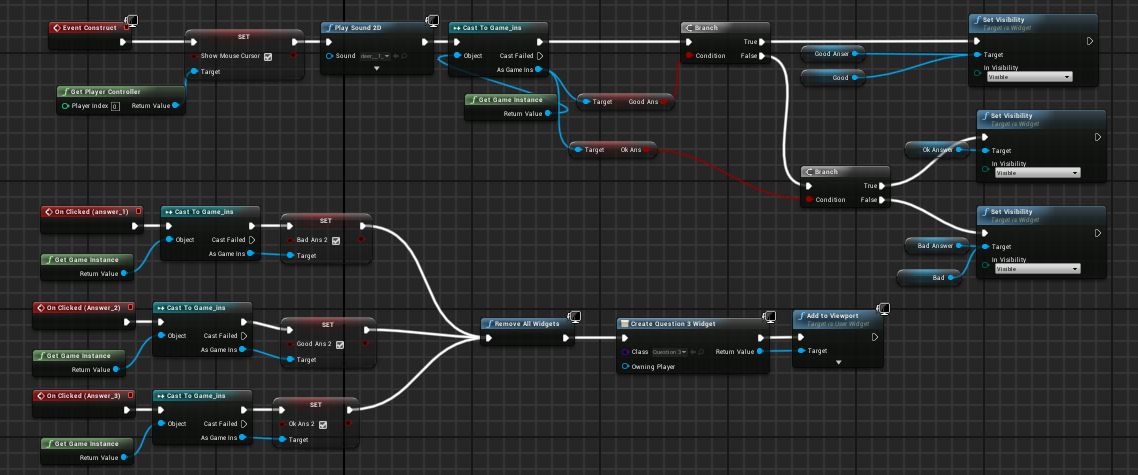 Event Construct
SET
Show Mouse Cursor
Target
Get Player Controller
Player Index 0
Return Value
Play Sound 2D
Sound
Cast To Game_ins
Object
Cast Failed
As Game Ins
Get Game Instance
Return Value
Target Good Ans
Target Ok Ans
Branch
Condition
True
False
Good Anser
Good
Set Visibility
Target is Widget
Target
In Visibility
Visible
Ok Answer
Set Visibility
Target is Widget
Target
In Visibility
Visible
Branch
Condition
True
False
Bad Answer
Bad
Set Visibility
Target is Widget
Target
In Visibility
Visible
On Clicked (answer_1)
Get Game Instance
Return Value
Cast To Game_ins
Object
Cast Failed
As Game Ins
SET
Bad Ans 2
Target
On Clicked (Answer_2)
Get Game Instance
Return Value
Cast To Game_ins
Object
Cast Failed
As Game Ins
SET
Good Ans 2
Target
On Clicked (Answer_3)
Get Game Instance
Return Value
Cast To Game_ins
Object
Cast Failed
As Game Ins
SET
Ok Ans 2
Target
Remove All Widgets
Create Question 3 Widget
Class Question 3
Return Value
Owning Player
Add to Viewport
Target is User Widget
Target